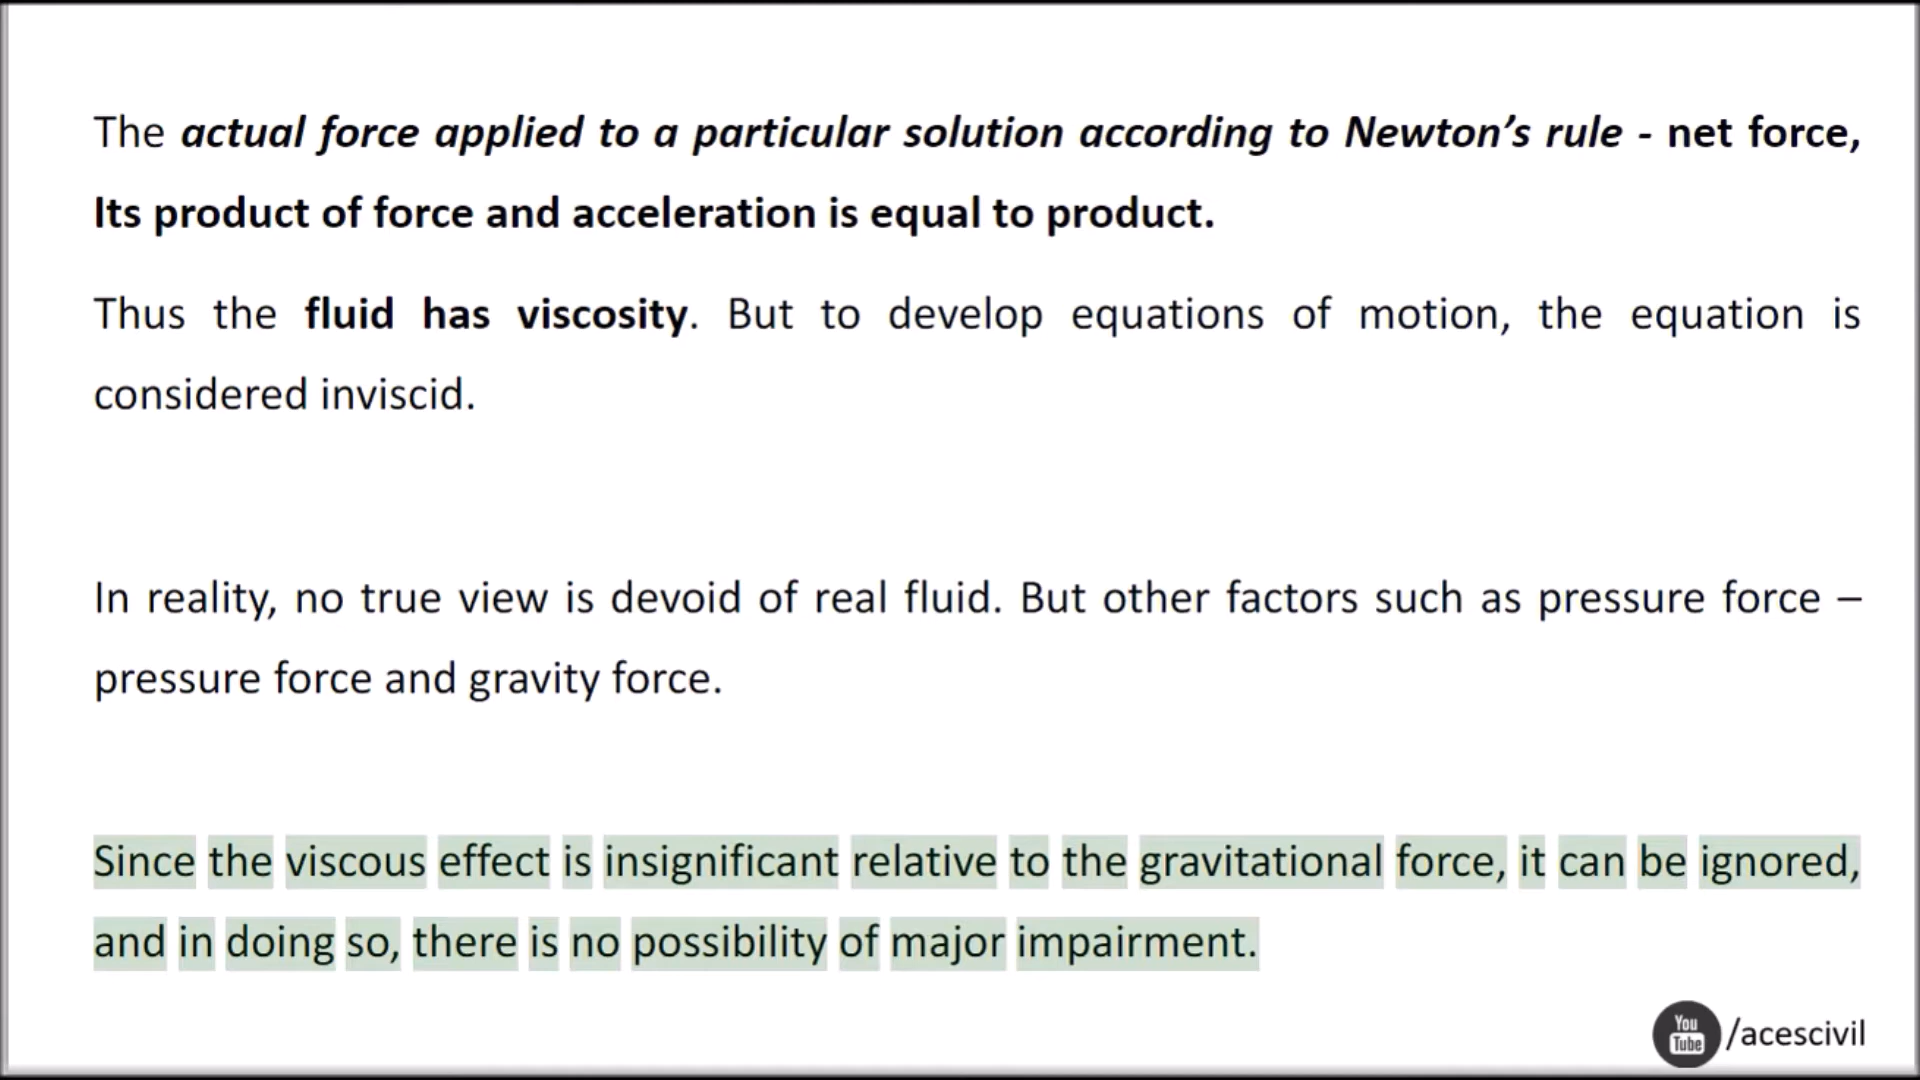 The actual force applied to a particular solution according to Newton’s rule - net force,
Its product of force and acceleration is equal to product.
Thus the fluid has viscosity. But to develop equations of motion, the equation is
considered inviscid.
In reality, no true view is devoid of real fluid. But other factors such as pressure force –
pressure force and gravity force.
Since the viscous effect is insignificant relative to the gravitational force, it can be ignored,
and in doing so, there is no possibility of major impairment.
You
Tube
/acescivil